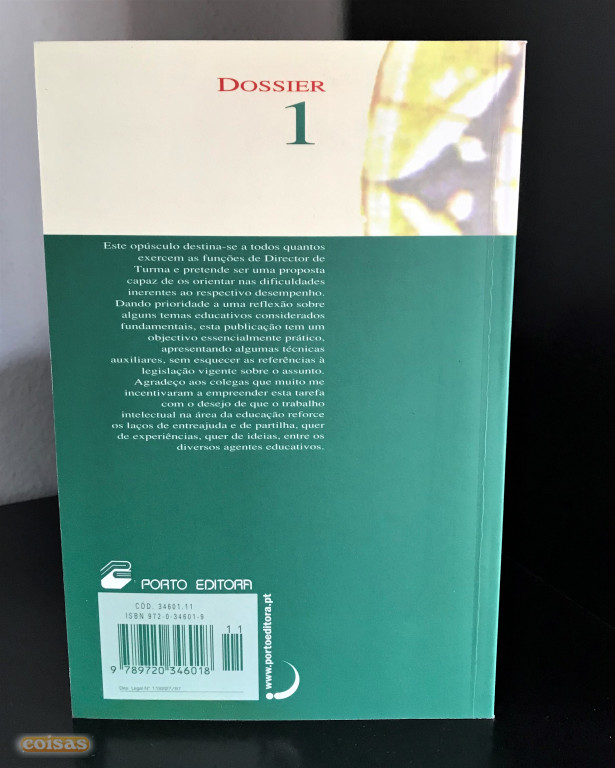 DOSSIER
1
Este opúsculo destina-se a todos quantos
exercem as funções de Director de
Turma e pretende ser uma proposta
capaz de os orientar nas dificuldades
inerentes ao respectivo desempenho.
Dando prioridade a uma reflexão sobre
alguns temas educativos considerados
fundamentais, esta publicação tem um
objectivo essencialmente prático,
apresentando algumas técnicas
auxiliares, sem esquecer as referências à
legislação vigente sobre o assunto.
Agradeço aos colegas que muito me
incentivaram a empreender esta tarefa
com o desejo de que o trabalho
intelectual na área da educação reforce
os laços de entreajuda e de partilha, quer
de experiências, quer de ideias, entre os
diversos agentes educativos.
PORTO EDITORA
CÓD. 34601.11
ISBN 972-0-34601-9
11
9 789720 346018
www.portoeditora.pt
coisas